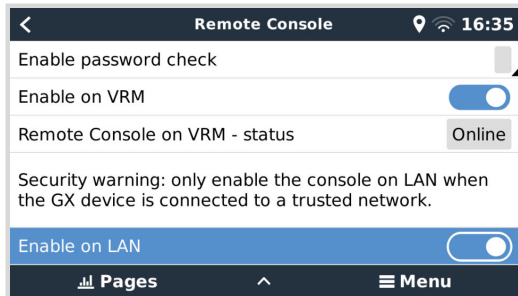 Remote Console 16:35
Enable password check
Enable on VRM
Remote Console on VRM - status Online
Security warning: only enable the console on LAN when
the GX device is connected to a trusted network.
Enable on LAN
Pages Menu